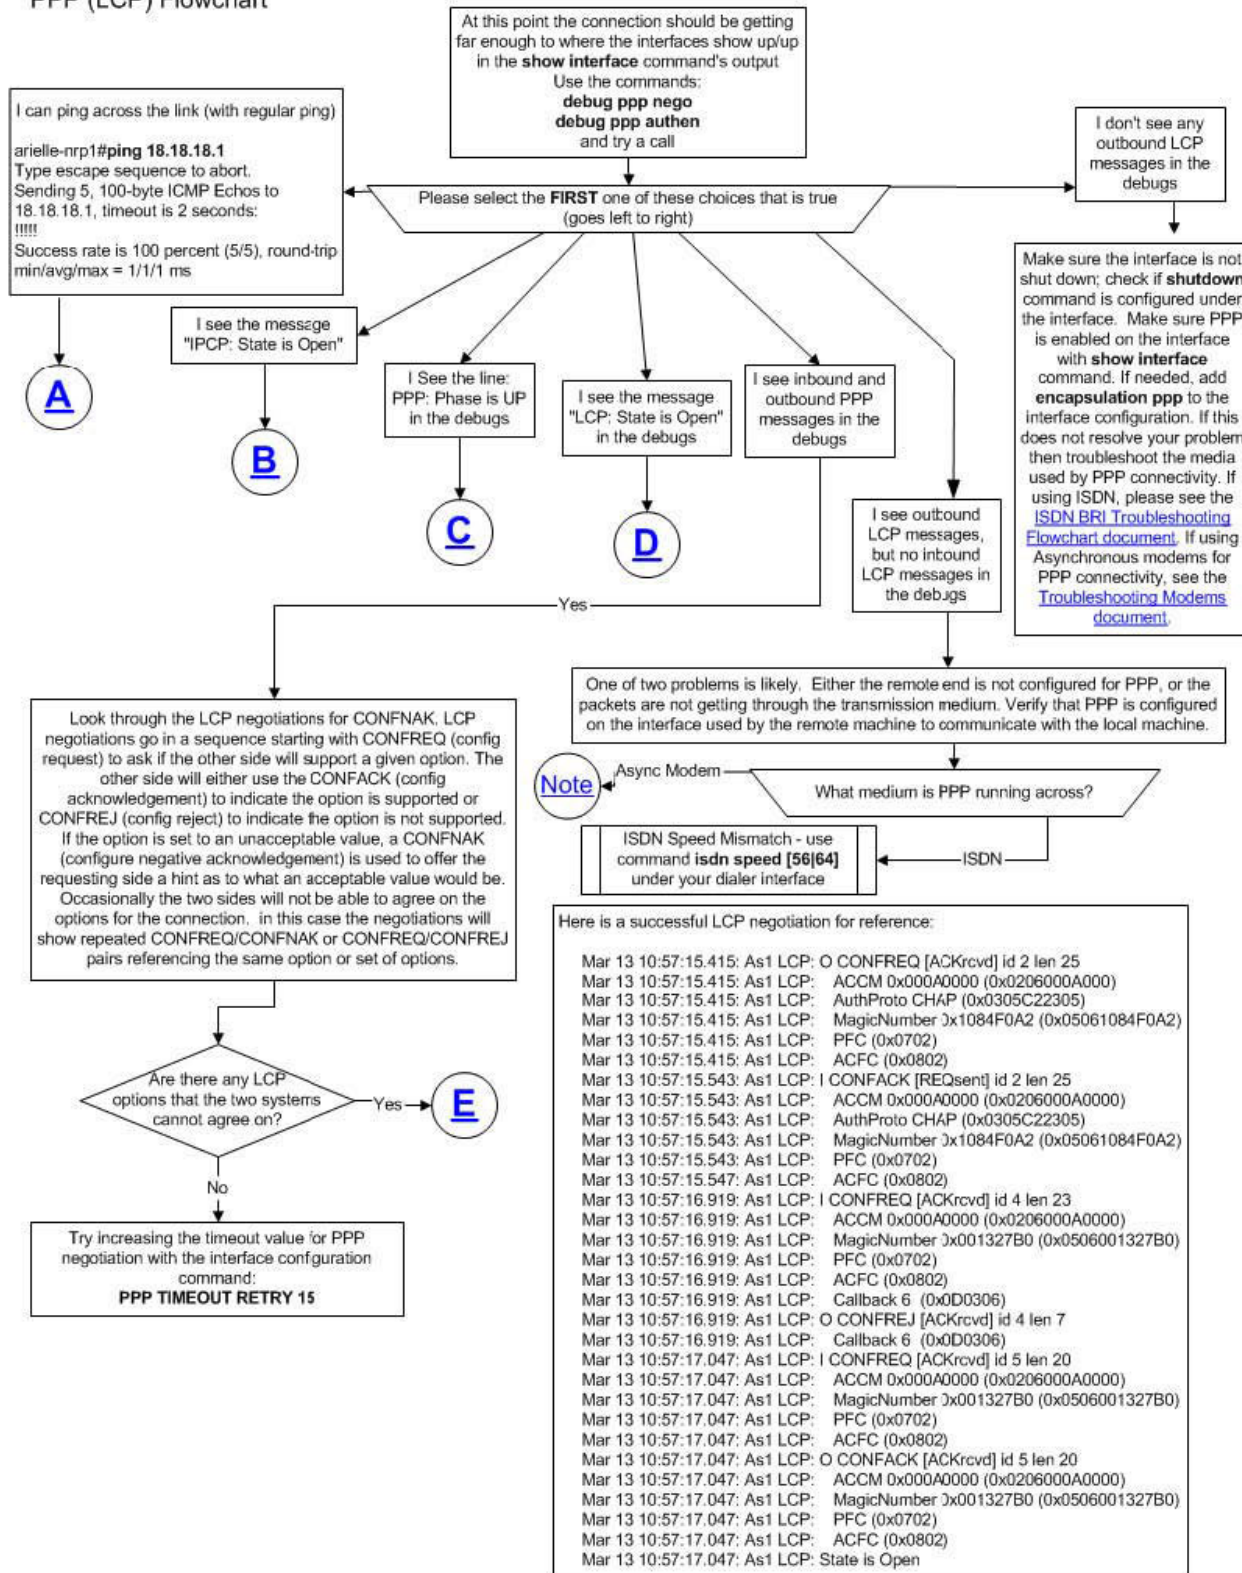 PPP (LCP) Flowchart
At this point the connection should be getting
far enough to where the interfaces show up/up
in the show interface command's output
Use the commands:
debug ppp nego
debug ppp authen
and try a call
I can ping across the link (with regular ping)
arielle-nrp1#ping 18.18.18.1
Type escape sequence to abort.
Sending 5, 100-byte ICMP Echos to
18.18.18.1, timeout is 2 seconds:
!!!!!
Success rate is 100 percent (5/5), round-trip
min/avg/max = 1/1/1 ms
Please select the FIRST one of these choices that is true
(goes left to right)
I don't see any
outbound LCP
messages in the
debugs
A
I see the message
"IPCP: State is Open"
B
I See the line:
PPP: Phase is UP
in the debugs
C
I see the message
"LCP: State is Open"
in the debugs
D
I see inbound and
outbound PPP
messages in the
debugs
I see outbound
LCP messages,
but no inbound
LCP messages in
the debugs
Make sure the interface is not
shut down; check if shutdown
command is configured under
the interface. Make sure PPP
is enabled on the interface
with show interface
command. If needed, add
encapsulation ppp to the
interface configuration. If this
does not resolve your problem
then troubleshoot the media
used by PPP connectivity. If
using ISDN, please see the
ISDN BRI Troubleshooting
Flowchart document. If using
Asynchronous modems for
PPP connectivity, see the
Troubleshooting Modems
document.
Yes
Look through the LCP negotiations for CONFNAK. LCP
negotiations go in a sequence starting with CONFREQ (config
request) to ask if the other side will support a given option. The
other side will either use the CONFACK (config
acknowledgement) to indicate the option is supported or
CONFREJ (config reject) to indicate the option is not supported.
If the option is set to an unacceptable value, a CONFNAK
(configure negative acknowledgement) is used to offer the
requesting side a hint as to what an acceptable value would be.
Occasionally the two sides will not be able to agree on the
options for the connection. in this case the negotiations will
show repeated CONFREQ/CONFNAK or CONFREQ/CONFREJ
pairs referencing the same option or set of options.
Are there any LCP
options that the two systems
cannot agree on?
Yes
E
No
Try increasing the timeout value for PPP
negotiation with the interface configuration
command:
PPP TIMEOUT RETRY 15
One of two problems is likely. Either the remote end is not configured for PPP, or the
packets are not getting through the transmission medium. Verify that PPP is configured
on the interface used by the remote machine to communicate with the local machine.
Note
Async Modem
What medium is PPP running across?
ISDN
ISDN Speed Mismatch - use
command isdn speed [56|64]
under your dialer interface
Here is a successful LCP negotiation for reference:
Mar 13 10:57:15.415: As1 LCP: O CONFREQ [ACKrcvd] id 2 len 25
Mar 13 10:57:15.415: As1 LCP: ACCM 0x000A0000 (0x0206000A000)
Mar 13 10:57:15.415: As1 LCP: AuthProto CHAP (0x0305C22305)
Mar 13 10:57:15.415: As1 LCP: MagicNumber 0x1084F0A2 (0x05061084F0A2)
Mar 13 10:57:15.415: As1 LCP: PFC (0x0702)
Mar 13 10:57:15.415: As1 LCP: ACFC (0x0802)
Mar 13 10:57:15.543: As1 LCP: I CONFACK [REQsent] id 2 len 25
Mar 13 10:57:15.543: As1 LCP: ACCM 0x000A0000 (0x0206000A0000)
Mar 13 10:57:15.543: As1 LCP: AuthProto CHAP (0x0305C22305)
Mar 13 10:57:15.543: As1 LCP: MagicNumber 0x1084F0A2 (0x05061084F0A2)
Mar 13 10:57:15.543: As1 LCP: PFC (0x0702)
Mar 13 10:57:15.547: As1 LCP: ACFC (0x0802)
Mar 13 10:57:16.919: As1 LCP: I CONFREQ [ACKrcvd] id 4 len 23
Mar 13 10:57:16.919: As1 LCP: ACCM 0x000A0000 (0x0206000A0000)
Mar 13 10:57:16.919: As1 LCP: MagicNumber 0x001327B0 (0x0506001327B0)
Mar 13 10:57:16.919: As1 LCP: PFC (0x0702)
Mar 13 10:57:16.919: As1 LCP: ACFC (0x0802)
Mar 13 10:57:16.919: As1 LCP: Callback 6 (0x0D0306)
Mar 13 10:57:16.919: As1 LCP: O CONFREJ [ACKrcvd] id 4 len 7
Mar 13 10:57:16.919: As1 LCP: Callback 6 (0x0D0306)
Mar 13 10:57:17.047: As1 LCP: I CONFREQ [ACKrcvd] id 5 len 20
Mar 13 10:57:17.047: As1 LCP: ACCM 0x000A0000 (0x0206000A0000)
Mar 13 10:57:17.047: As1 LCP: MagicNumber 0x001327B0 (0x0506001327B0)
Mar 13 10:57:17.047: As1 LCP: PFC (0x0702)
Mar 13 10:57:17.047: As1 LCP: ACFC (0x0802)
Mar 13 10:57:17.047: As1 LCP: O CONFACK [ACKrcvd] id 5 len 20
Mar 13 10:57:17.047: As1 LCP: ACCM 0x000A0000 (0x0206000A0000)
Mar 13 10:57:17.047: As1 LCP: MagicNumber 0x001327B0 (0x0506001327B0)
Mar 13 10:57:17.047: As1 LCP: PFC (0x0702)
Mar 13 10:57:17.047: As1 LCP: ACFC (0x0802)
Mar 13 10:57:17.047: As1 LCP: State is Open